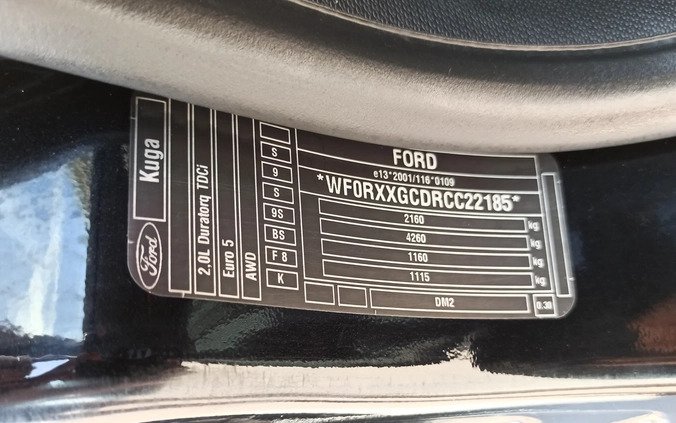 FORD
e13*2001/116*0109
*WF0RXXGCDRCC22185*
2160 kg
4260 kg
1160 kg
1115 kg
DM2
0.30
Kuga
Ford
2,0L Duratorq TDCi
Euro 5
AWD
S
9
S
9S
BS
F 8
K